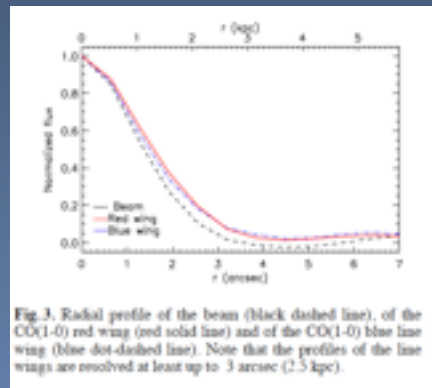 r (kpc)
0 1 2 3 4 5
1.0
0.8
0.6
0.4
0.2
0.0
Normalized flux
Beam
Red wing
Blue wing
0 1 2 3 4 5 6 7
r (arcsec)
Fig. 3. Radial profile of the beam (black dashed line), of the
CO(1-0) red wing (red solid line) and of the CO(1-0) blue line
wing (blue dot-dashed line). Note that the profiles of the line
wings are resolved at least up to 3 arcsec (2.5 kpc).